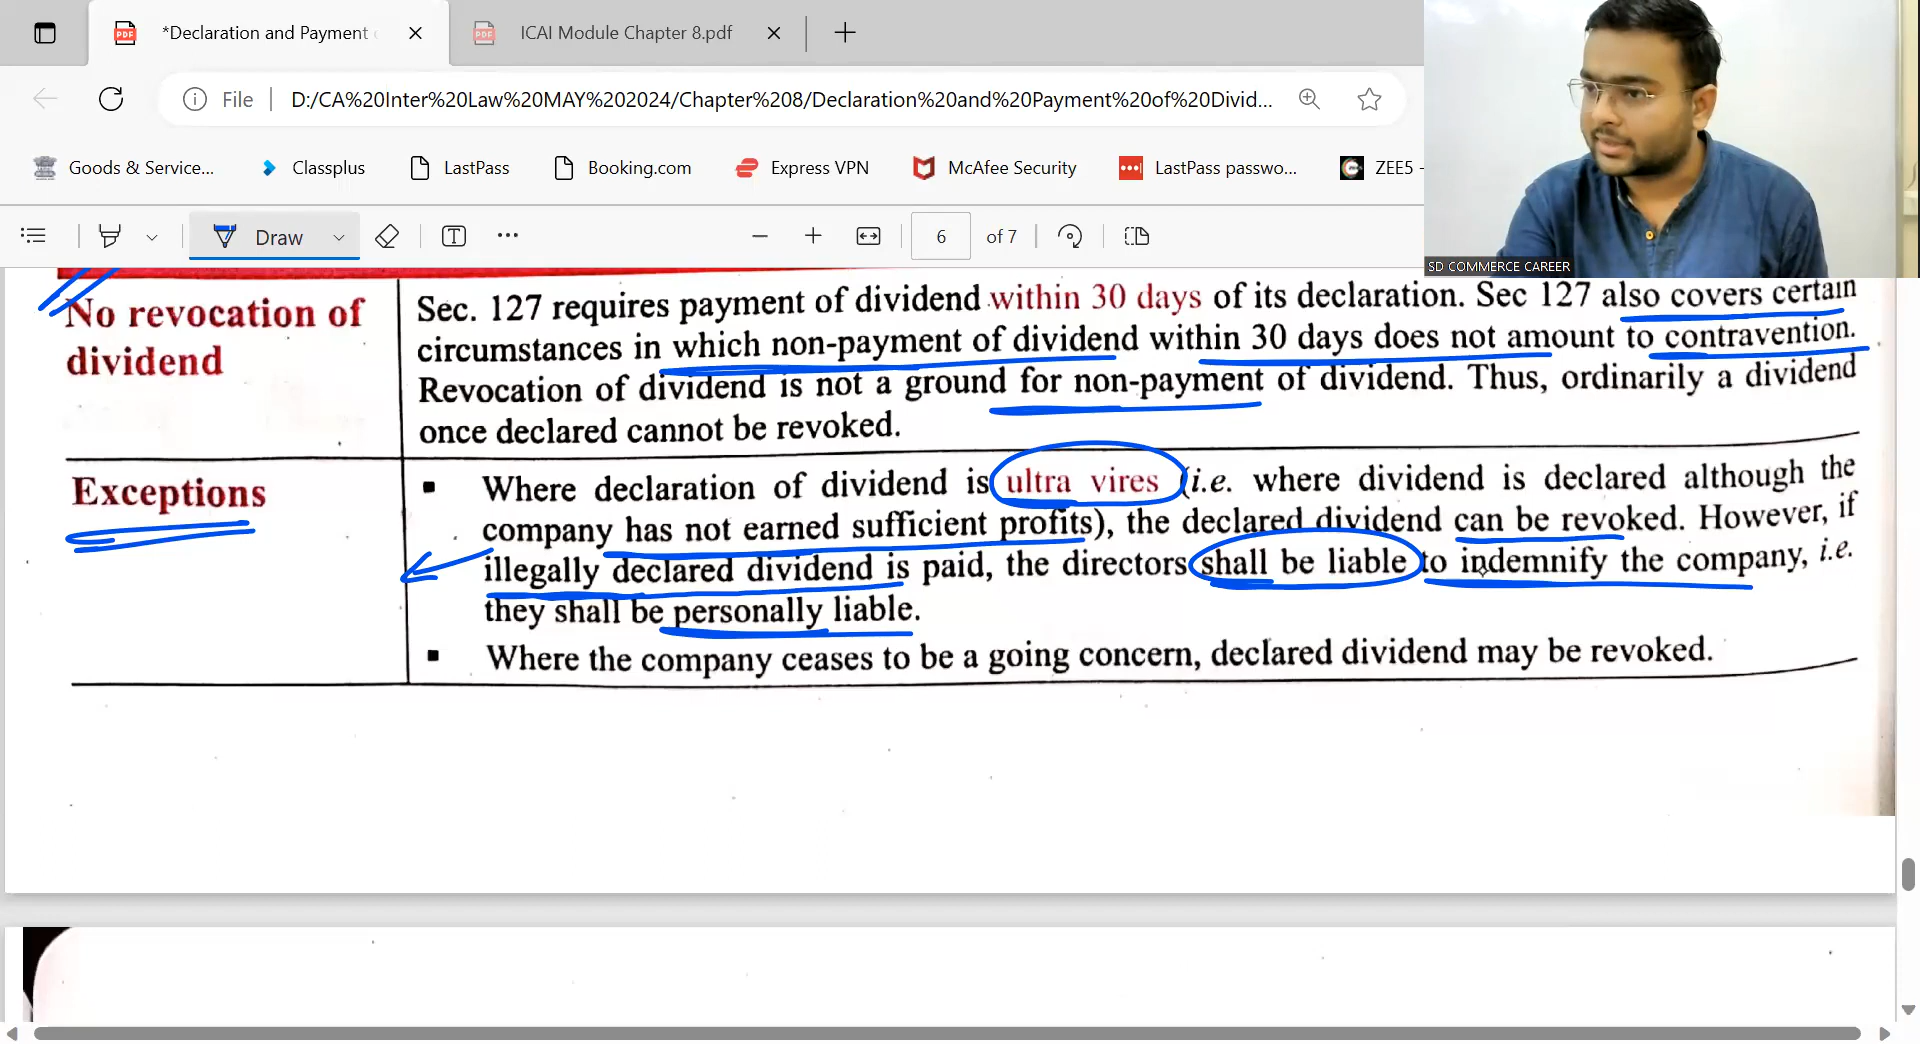 *Declaration and Payment
ICAI Module Chapter 8.pdf
File
D:/CA%20Inter%20Law%20MAY%202024/Chapter%208/Declaration%20and%20Payment%20of%20Divid...
Goods & Service...
Classplus
LastPass
Booking.com
Express VPN
McAfee Security
LastPass passwo...
ZEE5 -
Draw
6
of 7
SD COMMERCE CAREER
No revocation of
dividend
Sec. 127 requires payment of dividend within 30 days of its declaration. Sec 127 also covers certain
circumstances in which non-payment of dividend within 30 days does not amount to contravention.
Revocation of dividend is not a ground for non-payment of dividend. Thus, ordinarily a dividend
once declared cannot be revoked.
Exceptions
▪ Where declaration of dividend is ultra vires (i.e. where dividend is declared although the
company has not earned sufficient profits), the declared dividend can be revoked. However, if
illegally declared dividend is paid, the directors shall be liable to indemnify the company, i.e.
they shall be personally liable.
▪ Where the company ceases to be a going concern, declared dividend may be revoked.